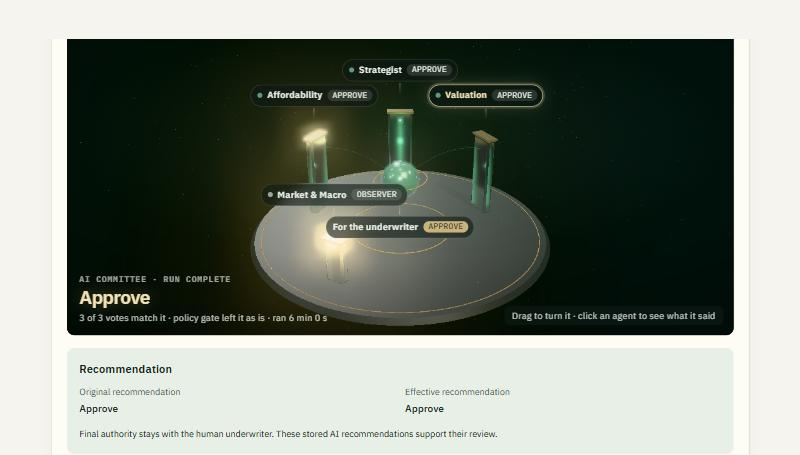 Strategist APPROVE
Affordability APPROVE
Valuation APPROVE
Market & Macro OBSERVER
For the underwriter APPROVE
AI COMMITTEE · RUN COMPLETE
Approve
3 of 3 votes match it · policy gate left it as is · ran 6 min 0 s
Drag to turn it · click an agent to see what it said
Recommendation
Original recommendation
Approve
Effective recommendation
Approve
Final authority stays with the human underwriter. These stored AI recommendations support their review.